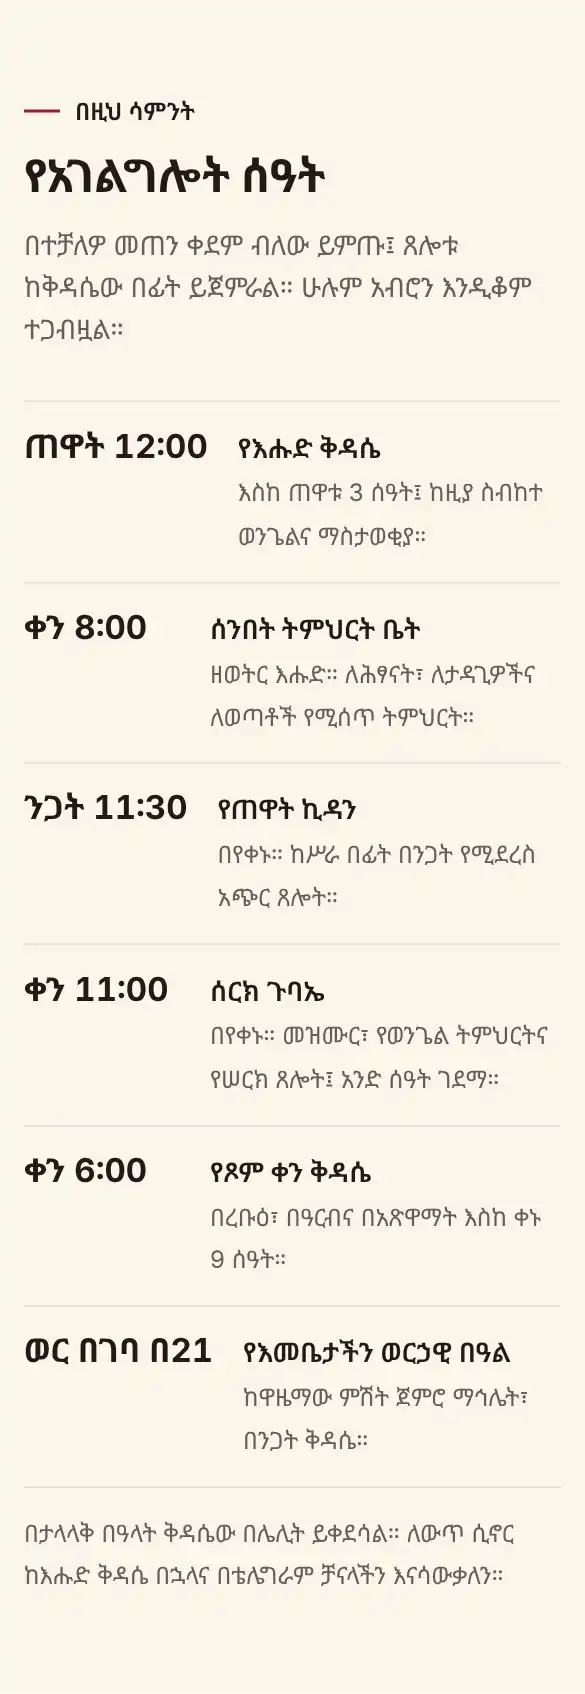 በዚህ ሳምንት
የአገልግሎት ሰዓት
በተቻለዎ መጠን ቀደም ብለው ይምጡ፤ ጸሎቱ
ከቅዳሴው በፊት ይጀምራል። ሁሉም አብሮን እንዲቆም
ተጋብዟል።
ጠዋት 12:00
የእሑድ ቅዳሴ
እስከ ጠዋቱ 3 ሰዓት፤ ከዚያ ስብከተ
ወንጌልና ማስታወቂያ።
ቀን 8:00
ሰንበት ትምህርት ቤት
ዘወትር እሑድ። ለሕፃናት፣ ለታዳጊዎችና
ለወጣቶች የሚሰጥ ትምህርት።
ንጋት 11:30
የጠዋት ኪዳን
በየቀኑ። ከሥራ በፊት በንጋት የሚደረስ
አጭር ጸሎት።
ቀን 11:00
ሰርክ ጉባኤ
በየቀኑ። መዝሙር፣ የወንጌል ትምህርትና
የሠርክ ጸሎት፤ አንድ ሰዓት ገደማ።
ቀን 6:00
የጾም ቀን ቅዳሴ
በረቡዕ፣ በዓርብና በአጽዋማት እስከ ቀኑ
9 ሰዓት።
ወር በገባ በ21
የእመቤታችን ወርኃዊ በዓል
ከዋዜማው ምሽት ጀምሮ ማኅሌት፣
በንጋት ቅዳሴ።
በታላላቅ በዓላት ቅዳሴው በሌሊት ይቀደሳል። ለውጥ ሲኖር
ከእሑድ ቅዳሴ በኋላና በቴሌግራም ቻናላችን እናሳውቃለን።